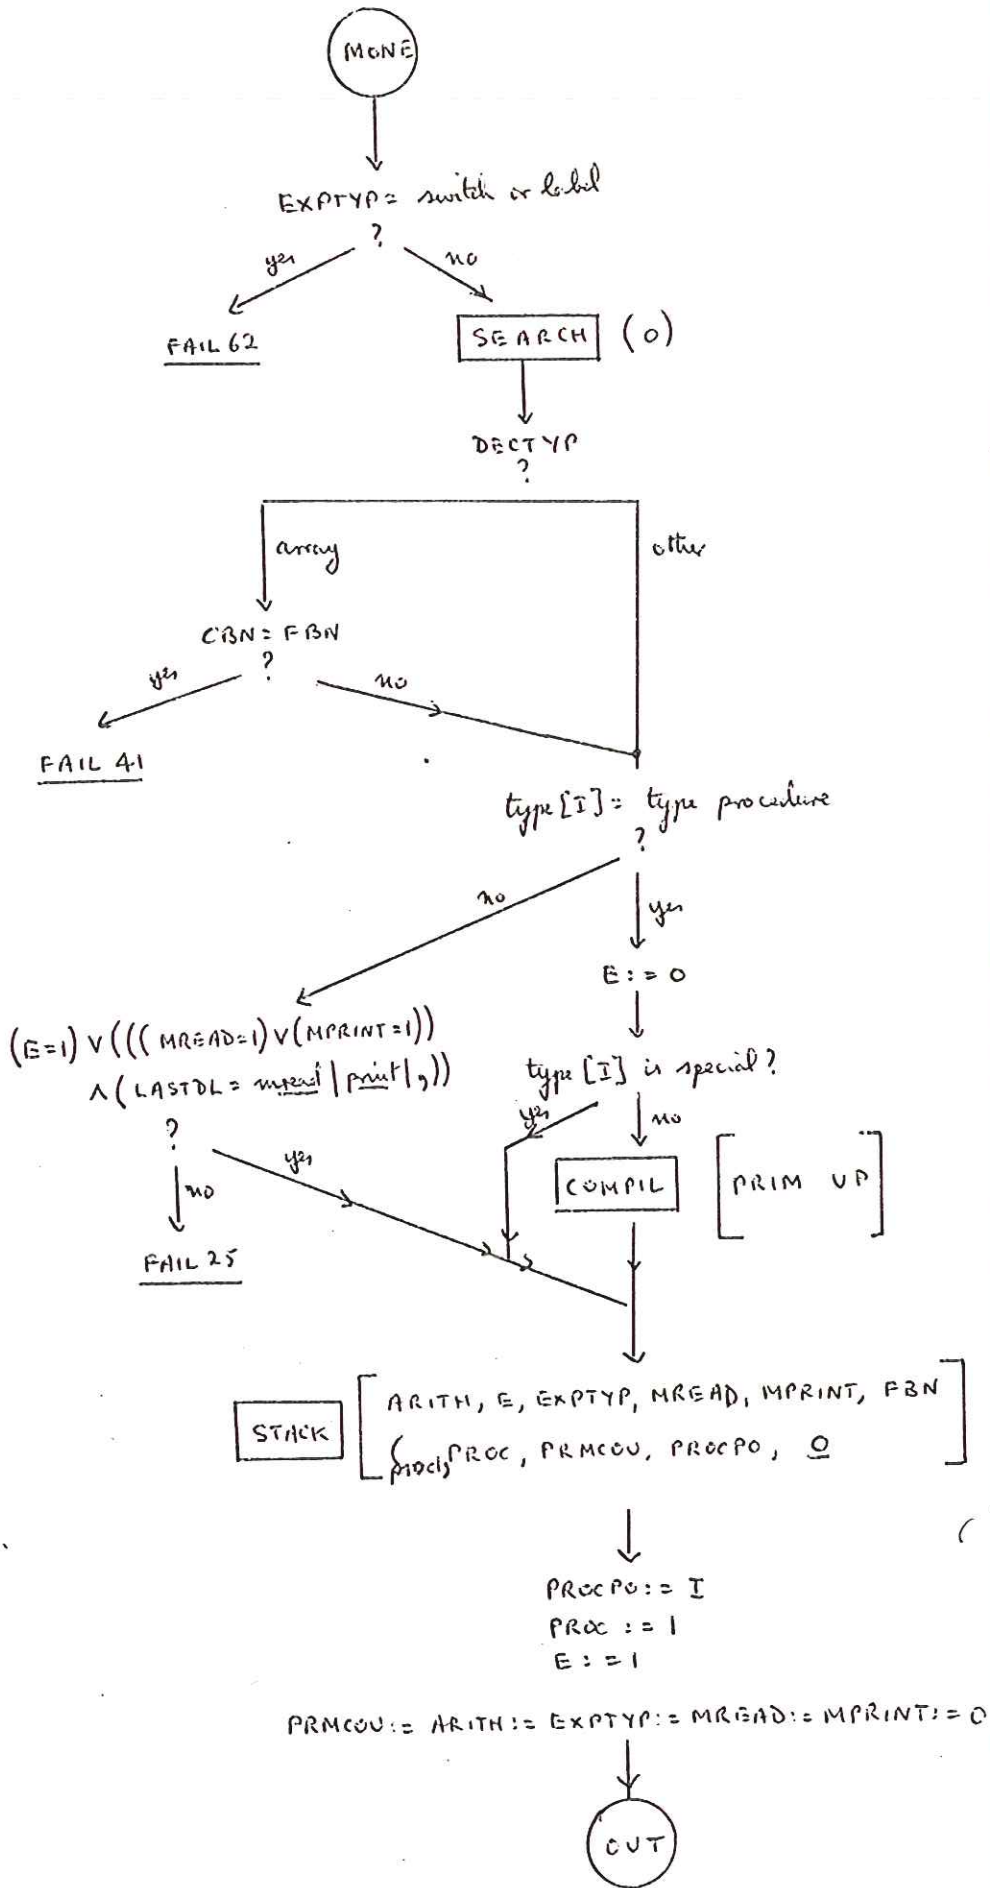 MONE
EXPTYP = switch or label
?
yes
no
FAIL 62
SEARCH (0)
DECTYP
?
array
other
CBN = FBN
?
yes
no
FAIL 41
type [I] = type procedure
?
no
yes
E := 0
(E=1) ∨ (((MREAD=1) ∨ (MPRINT=1))
∧ (LASTDL = mread | print | ,))
?
type [I] is special?
yes
no
yes
no
COMPIL [PRIM UP]
FAIL 25
STACK
[ARITH, E, EXPTYP, MREAD, MPRINT, FBN
PROC, PRMCOU, PROCPO, 0]
PROCPO := I
PROC := 1
E := 1
PRMCOU := ARITH := EXPTYP := MREAD := MPRINT := 0
OUT